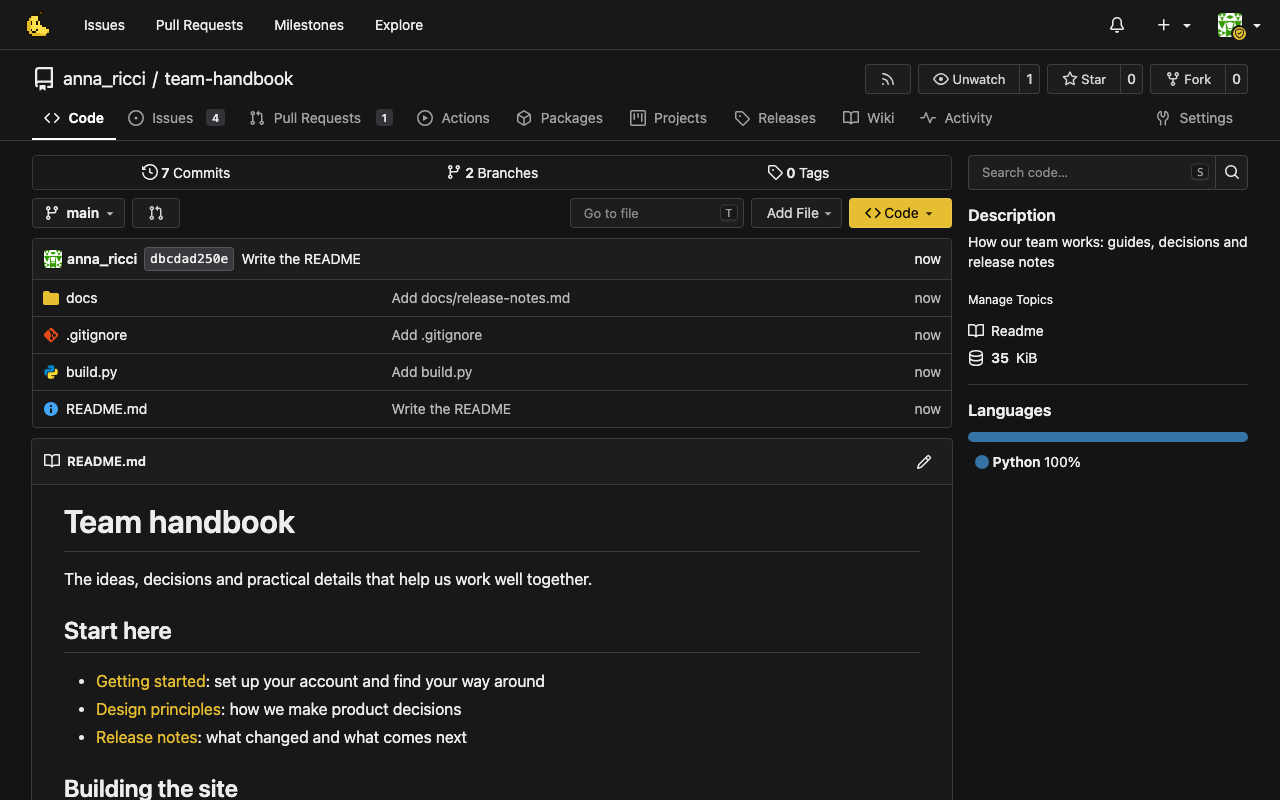 Issues Pull Requests Milestones Explore
anna_ricci / team-handbook
Unwatch 1 Star 0 Fork 0
Code Issues 4 Pull Requests 1 Actions Packages Projects Releases Wiki Activity Settings
7 Commits 2 Branches 0 Tags
Search code... S
main Go to file T Add File Code
Description
How our team works: guides, decisions and
release notes
Manage Topics
Readme
35 KiB
Languages
Python 100%
anna_ricci dbcdad250e Write the README now
docs Add docs/release-notes.md now
.gitignore Add .gitignore now
build.py Add build.py now
README.md Write the README now
README.md
Team handbook
The ideas, decisions and practical details that help us work well together.
Start here
Getting started: set up your account and find your way around
Design principles: how we make product decisions
Release notes: what changed and what comes next
Building the site